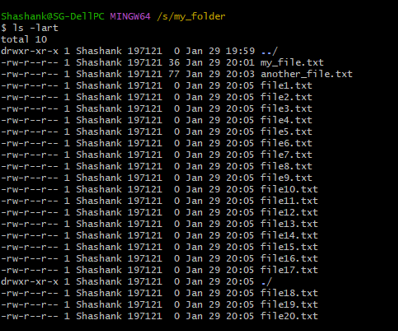 Shashank@SG-DellPC MINGW64 /s/my_folder
$ ls -lart
total 10
drwxr-xr-x 1 Shashank 197121  0 Jan 29 19:59 ../
-rw-r--r-- 1 Shashank 197121 36 Jan 29 20:01 my_file.txt
-rw-r--r-- 1 Shashank 197121 77 Jan 29 20:03 another_file.txt
-rw-r--r-- 1 Shashank 197121  0 Jan 29 20:05 file1.txt
-rw-r--r-- 1 Shashank 197121  0 Jan 29 20:05 file2.txt
-rw-r--r-- 1 Shashank 197121  0 Jan 29 20:05 file3.txt
-rw-r--r-- 1 Shashank 197121  0 Jan 29 20:05 file4.txt
-rw-r--r-- 1 Shashank 197121  0 Jan 29 20:05 file5.txt
-rw-r--r-- 1 Shashank 197121  0 Jan 29 20:05 file6.txt
-rw-r--r-- 1 Shashank 197121  0 Jan 29 20:05 file7.txt
-rw-r--r-- 1 Shashank 197121  0 Jan 29 20:05 file8.txt
-rw-r--r-- 1 Shashank 197121  0 Jan 29 20:05 file9.txt
-rw-r--r-- 1 Shashank 197121  0 Jan 29 20:05 file10.txt
-rw-r--r-- 1 Shashank 197121  0 Jan 29 20:05 file11.txt
-rw-r--r-- 1 Shashank 197121  0 Jan 29 20:05 file12.txt
-rw-r--r-- 1 Shashank 197121  0 Jan 29 20:05 file13.txt
-rw-r--r-- 1 Shashank 197121  0 Jan 29 20:05 file14.txt
-rw-r--r-- 1 Shashank 197121  0 Jan 29 20:05 file15.txt
-rw-r--r-- 1 Shashank 197121  0 Jan 29 20:05 file16.txt
-rw-r--r-- 1 Shashank 197121  0 Jan 29 20:05 file17.txt
drwxr-xr-x 1 Shashank 197121  0 Jan 29 20:05 ./
-rw-r--r-- 1 Shashank 197121  0 Jan 29 20:05 file18.txt
-rw-r--r-- 1 Shashank 197121  0 Jan 29 20:05 file19.txt
-rw-r--r-- 1 Shashank 197121  0 Jan 29 20:05 file20.txt